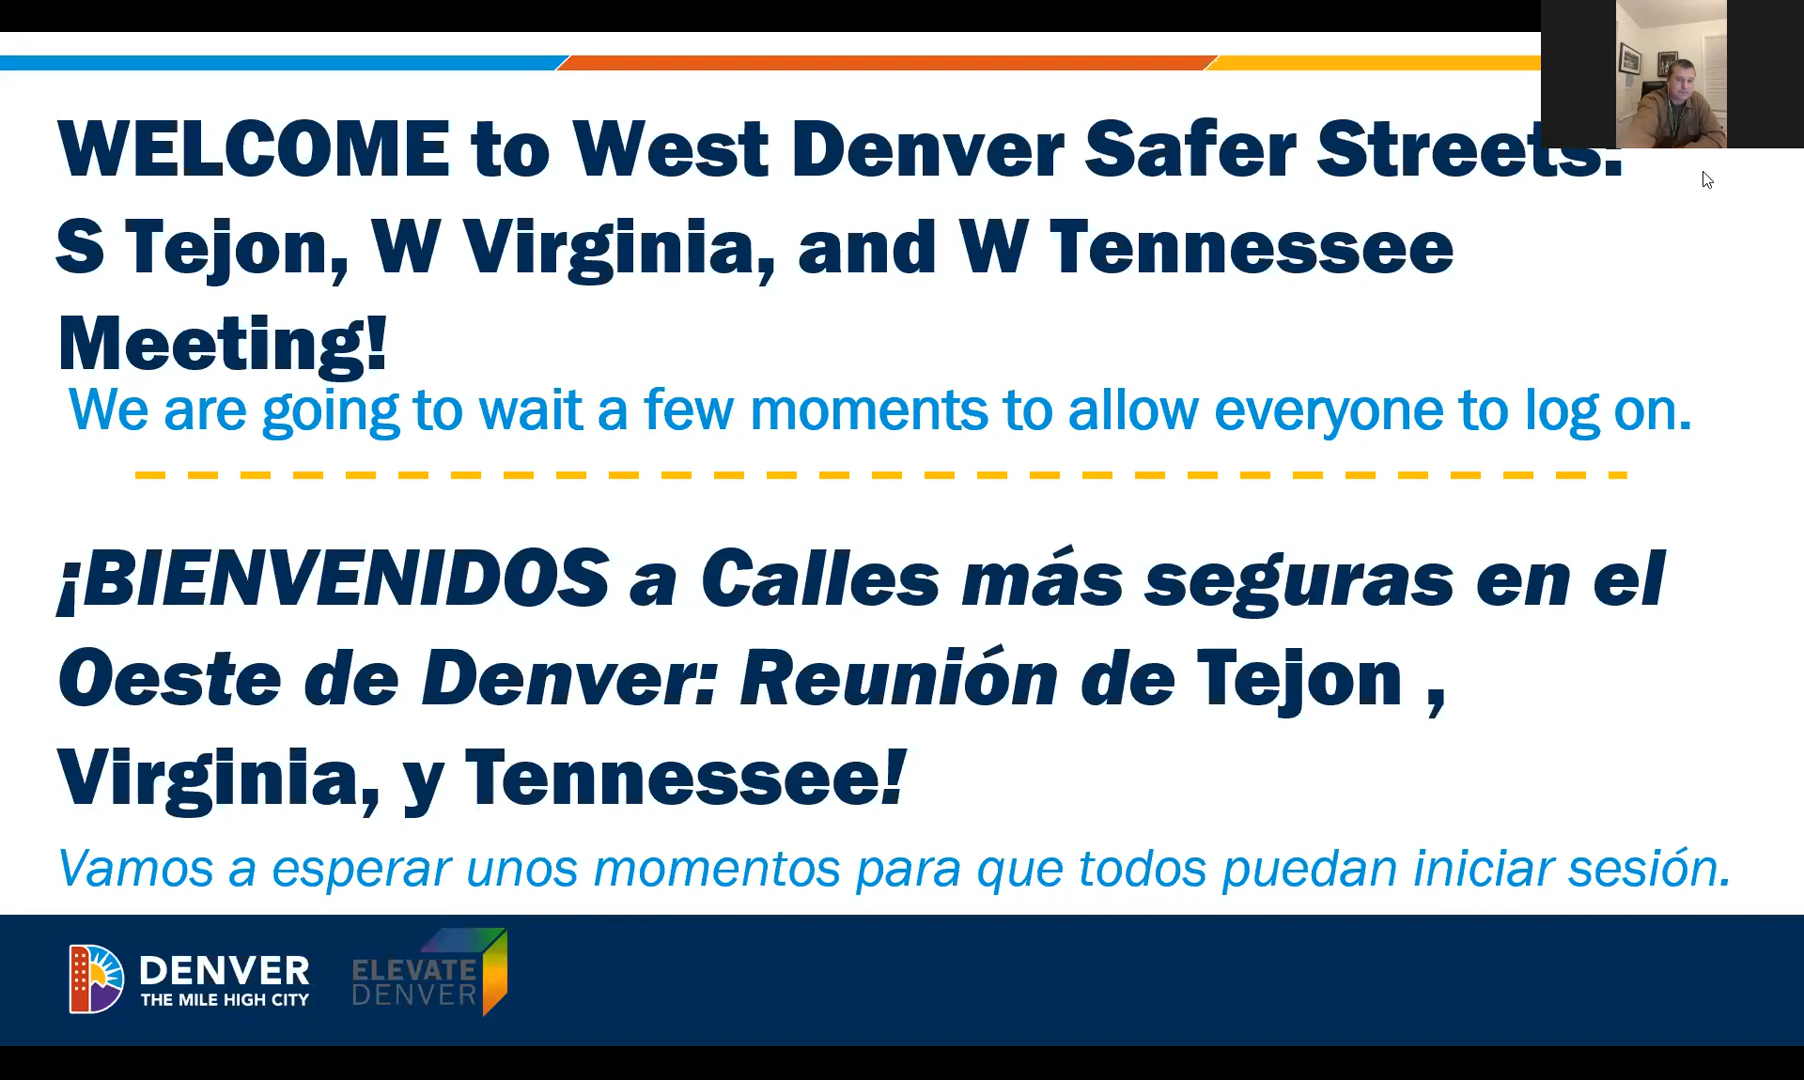 WELCOME to West Denver Safer Streets:
S Tejon, W Virginia, and W Tennessee
Meeting!
We are going to wait a few moments to allow everyone to log on.
¡BIENVENIDOS a Calles más seguras en el
Oeste de Denver: Reunión de Tejon ,
Virginia, y Tennessee!
Vamos a esperar unos momentos para que todos puedan iniciar sesión.
DENVER
THE MILE HIGH CITY
ELEVATE
DENVER